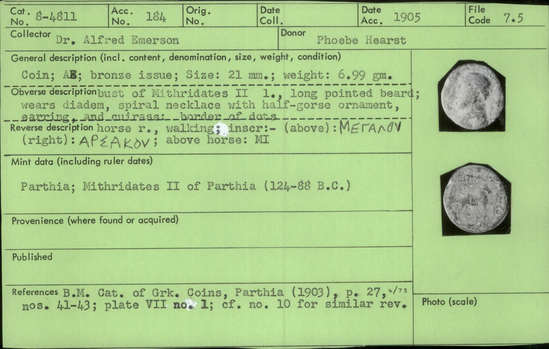 Cat. No. 8-4811 Acc. No. 184 Orig. No. Date Coll. Date Acc. 1905 File Code 7.5
Collector Dr. Alfred Emerson Donor Phoebe Hearst
General description (incl. content, denomination, size, weight, condition)
Coin; AE; bronze issue; Size: 21 mm.; weight: 6.99 gm.
Obverse description bust of Mithridates II l., long pointed beard;
wears diadem, spiral necklace with half-gorse ornament,
earring, and cuirass; border of dots
Reverse description horse r., walking; inscr:- (above): ΜΕΓΑΛΟΥ
(right): ΑΡΣΑΚΟΥ; above horse: MI
Mint data (including ruler dates)
Parthia; Mithridates II of Parthia (124-88 B.C.)
Provenience (where found or acquired)
Published
References B.M. Cat. of Grk. Coins, Parthia (1903), p. 27,
nos. 41-43; plate VII no. 1; cf. no. 10 for similar rev.
Photo (scale)